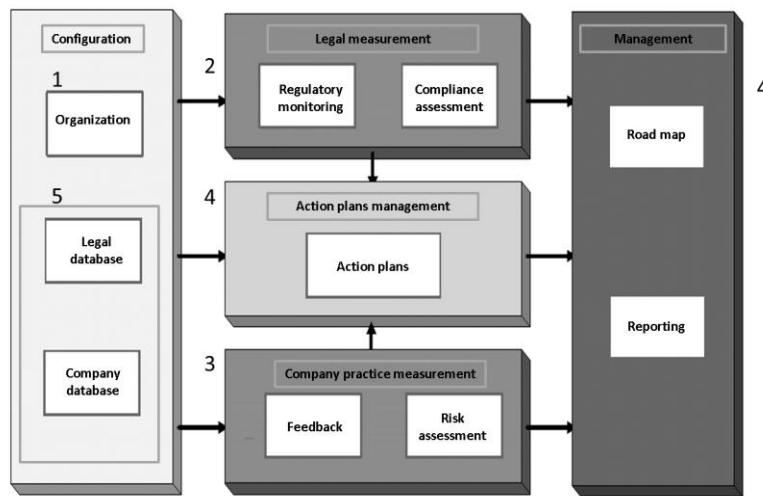 Configuration
1
Organization
5
Legal
database
Company
database
2
Legal measurement
Regulatory
monitoring
Compliance
assessment
4
Action plans management
Action plans
3
Company practice measurement
Feedback
Risk
assessment
Management
4
Road map
Reporting